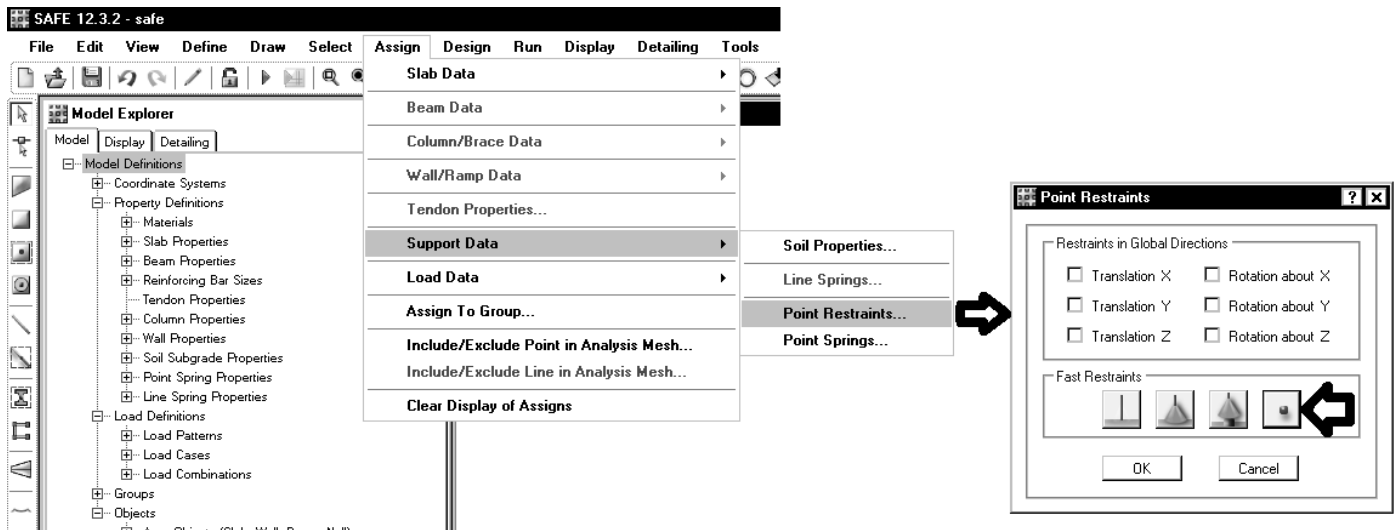 SAFE 12.3.2 - safe
File Edit View Define Draw Select Assign Design Run Display Detailing Tools
Model Explorer
Model Display Detailing
Model Definitions
Coordinate Systems
Property Definitions
Materials
Slab Properties
Beam Properties
Reinforcing Bar Sizes
Tendon Properties
Column Properties
Wall Properties
Soil Subgrade Properties
Point Spring Properties
Line Spring Properties
Load Definitions
Load Patterns
Load Cases
Load Combinations
Groups
Objects
Slab Data
Beam Data
Column/Brace Data
Wall/Ramp Data
Tendon Properties...
Support Data
Load Data
Assign To Group...
Include/Exclude Point in Analysis Mesh...
Include/Exclude Line in Analysis Mesh...
Clear Display of Assigns
Soil Properties...
Line Springs...
Point Restraints...
Point Springs...
Point Restraints
Restraints in Global Directions
Translation X Rotation about X
Translation Y Rotation about Y
Translation Z Rotation about Z
Fast Restraints
OK Cancel